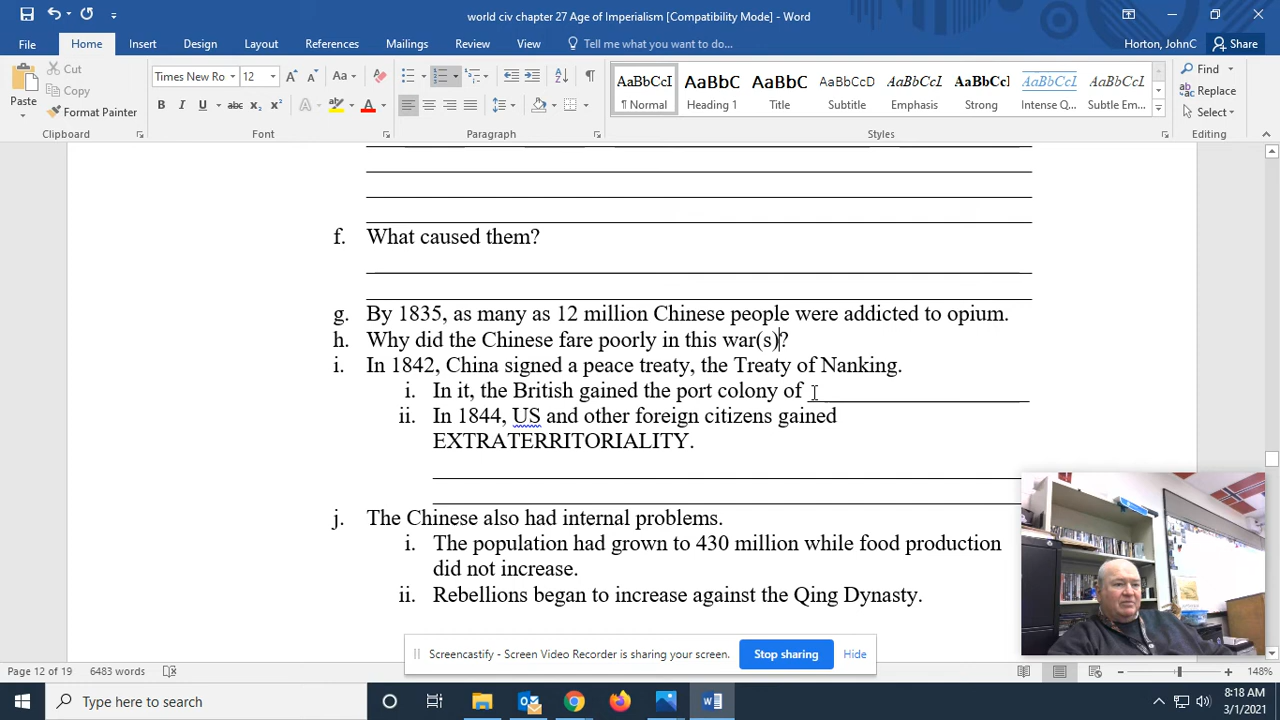 world civ chapter 27 Age of Imperialism [Compatibility Mode] - Word
File Home Insert Design Layout References Mailings Review View Tell me what you want to do... Horton, JohnC Share
Paste
Cut
Copy
Format Painter
Clipboard
Times New Ro 12 Aa
B I U abc x₂ x² A A
Font
Paragraph
AaBbCcI AaBbC AaBbC AaBbCcD AaBbCcI AaBbCcI AaBbCcI AaBbCcI
¶ Normal Heading 1 Title Subtitle Emphasis Strong Intense Q... Subtle Em...
Styles
Find
Replace
Select
Editing
f. What caused them?
g. By 1835, as many as 12 million Chinese people were addicted to opium.
h. Why did the Chinese fare poorly in this war(s)?
i. In 1842, China signed a peace treaty, the Treaty of Nanking.
i. In it, the British gained the port colony of ____________________
ii. In 1844, US and other foreign citizens gained
EXTRATERRITORIALITY.
j. The Chinese also had internal problems.
i. The population had grown to 430 million while food production
did not increase.
ii. Rebellions began to increase against the Qing Dynasty.
Screencastify - Screen Video Recorder is sharing your screen. Stop sharing Hide
Page 12 of 19 6483 words 148%
Type here to search
8:18 AM
3/1/2021